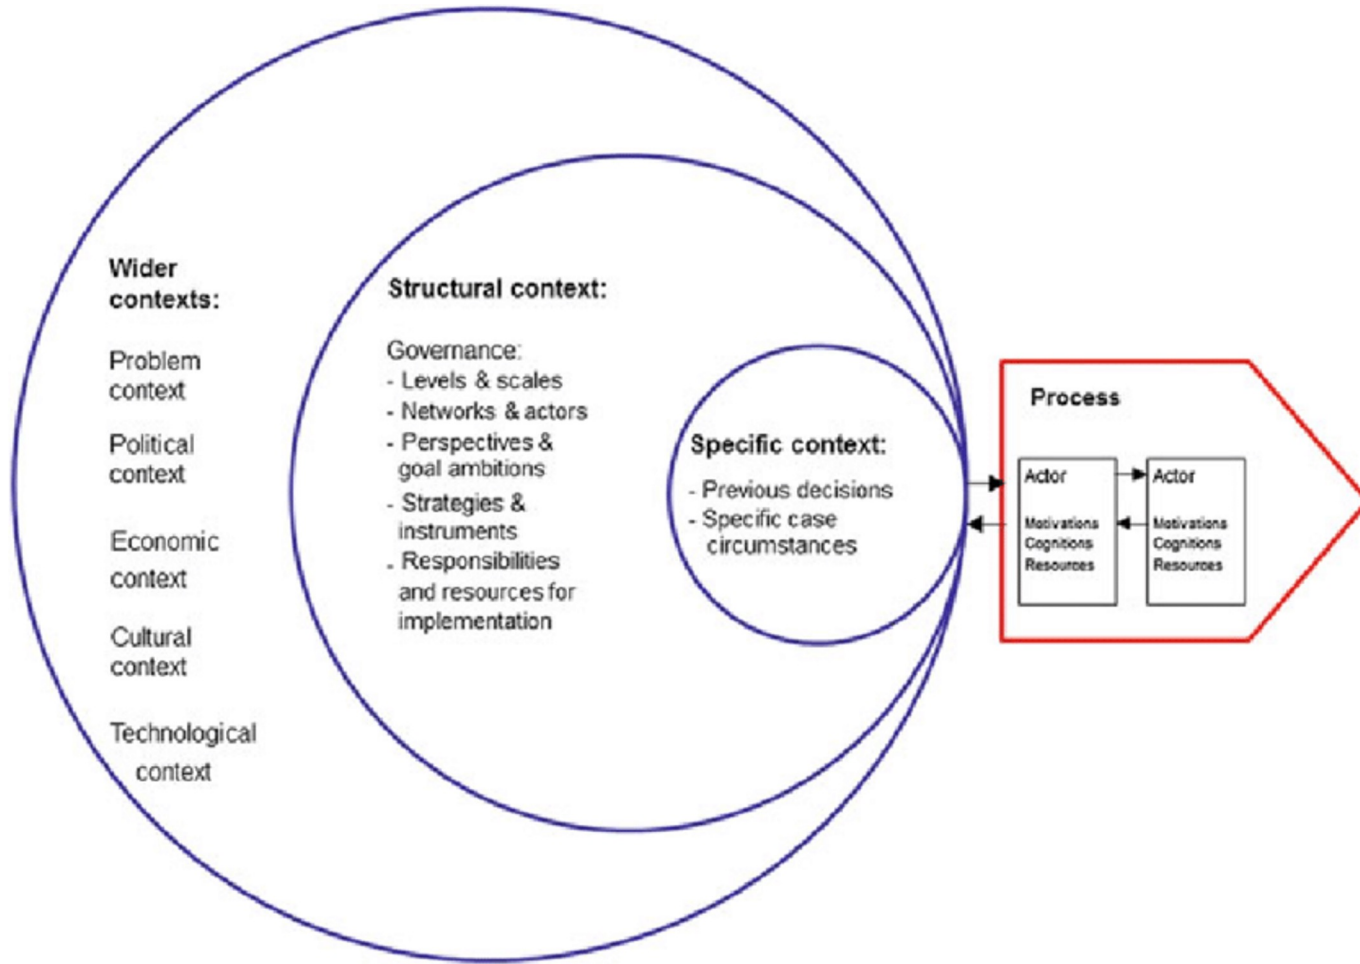 Wider
contexts:
Problem
context
Political
context
Economic
context
Cultural
context
Technological
context
Structural context:
Governance:
- Levels & scales
- Networks & actors
- Perspectives &
goal ambitions
- Strategies &
instruments
- Responsibilities
and resources for
implementation
Specific context:
- Previous decisions
- Specific case
circumstances
Process
Actor
Motivations
Cognitions
Resources
Actor
Motivations
Cognitions
Resources